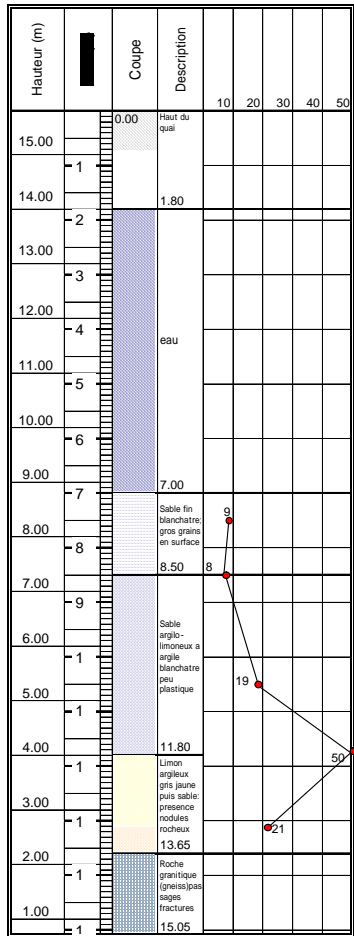 Hauteur (m)
Coupe
Description
10 20 30 40 50
0.00
Haut du
quai
15.00
1
14.00
1.80
2
13.00
3
12.00
4
eau
11.00
5
10.00
6
9.00
7.00
7
Sable fin
blanchatre;
gros grains
en surface
9
8.00
8
8.50
8
7.00
9
Sable
argilo-
limoneux a
argile
blanchatre
peu
plastique
6.00
1
19
5.00
1
11.80
4.00
50
1
Limon
argileux
gris jaune
puis sable:
presence
nodules
rocheux
3.00
1
21
13.65
2.00
1
Roche
granitique
(gneiss)pas
sages
fractures
1.00
15.05
1